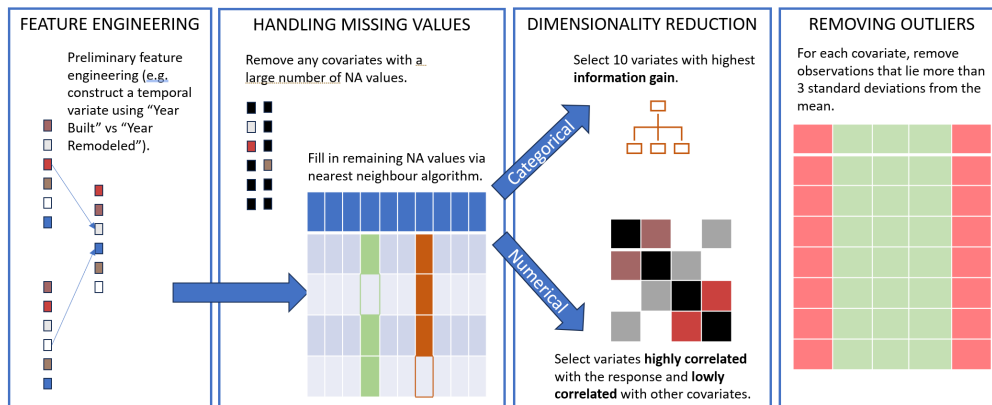 FEATURE ENGINEERING
Preliminary feature
engineering (e.g.
construct a temporal
variate using “Year
Built” vs “Year
Remodeled”).
HANDLING MISSING VALUES
Remove any covariates with a
large number of NA values.
Fill in remaining NA values via
nearest neighbour algorithm.
Categorical
Numerical
DIMENSIONALITY REDUCTION
Select 10 variates with highest
information gain.
Select variates highly correlated
with the response and lowly
correlated with other covariates.
REMOVING OUTLIERS
For each covariate, remove
observations that lie more than
3 standard deviations from the
mean.